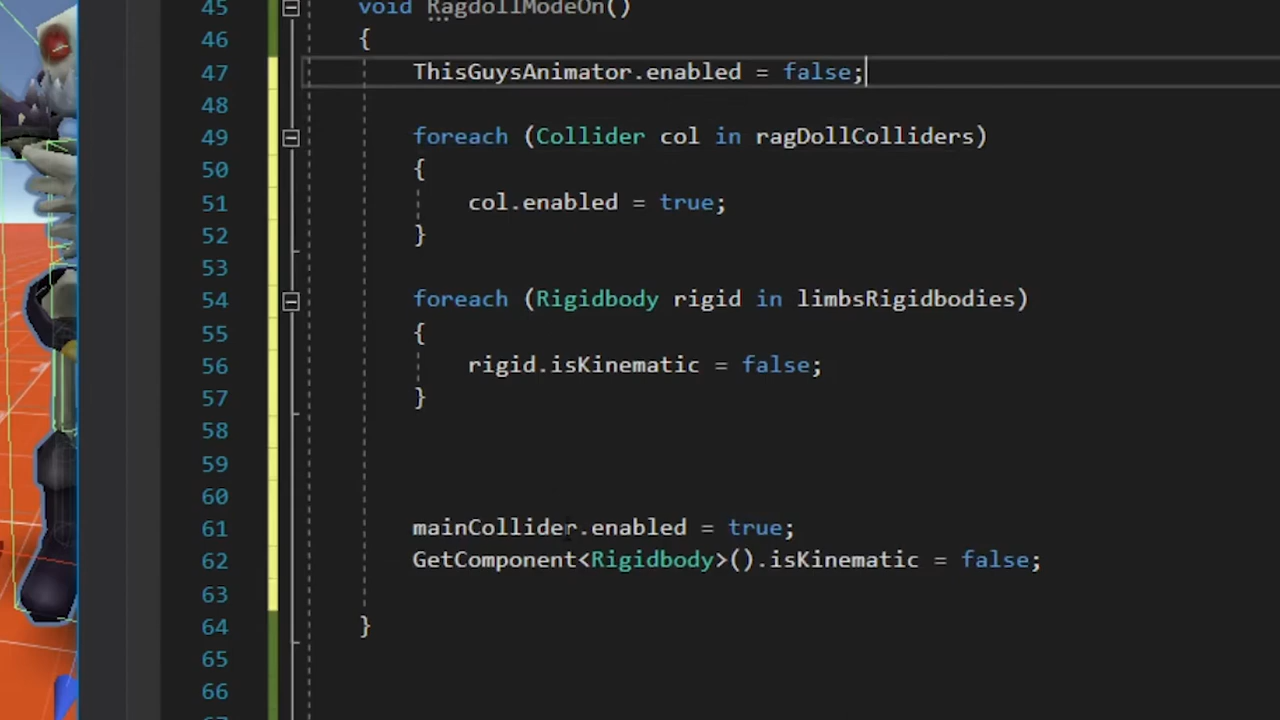 45 void RagdollModeOn()
46 {
47 ThisGuysAnimator.enabled = false;
48
49 foreach (Collider col in ragDollColliders)
50 {
51 col.enabled = true;
52 }
53
54 foreach (Rigidbody rigid in limbsRigidbodies)
55 {
56 rigid.isKinematic = false;
57 }
58
59
60
61 mainCollider.enabled = true;
62 GetComponent<Rigidbody>().isKinematic = false;
63
64 }
65
66